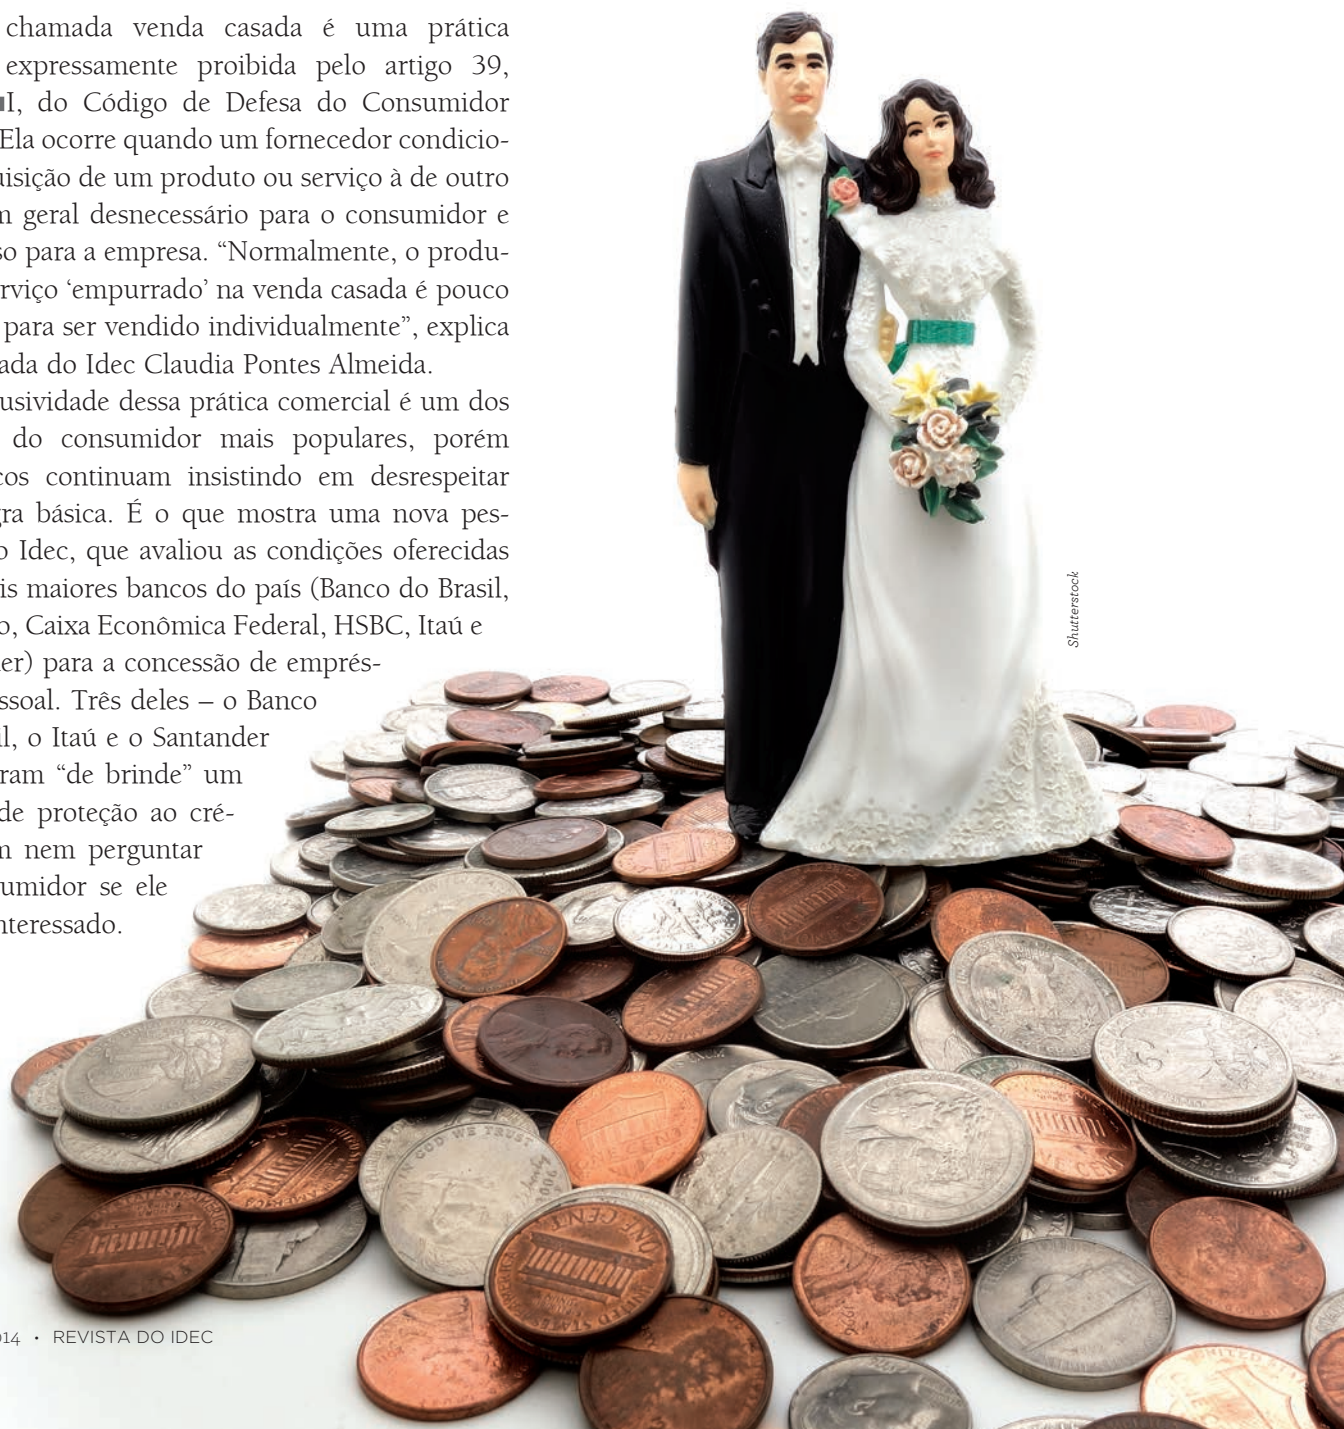 chamada venda casada é uma prática
expressamente proibida pelo artigo 39,
I, do Código de Defesa do Consumidor
Ela ocorre quando um fornecedor condicio-
uisição de um produto ou serviço à de outro
m geral desnecessário para o consumidor e
so para a empresa. “Normalmente, o produ-
rviço ‘empurrado’ na venda casada é pouco
para ser vendido individualmente”, explica
ada do Idec Claudia Pontes Almeida.
usividade dessa prática comercial é um dos
do consumidor mais populares, porém
cos continuam insistindo em desrespeitar
gra básica. É o que mostra uma nova pes-
o Idec, que avaliou as condições oferecidas
is maiores bancos do país (Banco do Brasil,
o, Caixa Econômica Federal, HSBC, Itaú e
er) para a concessão de emprés-
ssoal. Três deles – o Banco
il, o Itaú e o Santander
ram “de brinde” um
de proteção ao cré-
m nem perguntar
umidor se ele
nteressado.
Shutterstock
IN GOD WE TRUST
ONE CENT
UNITED STATES
1996
014 • REVISTA DO IDEC